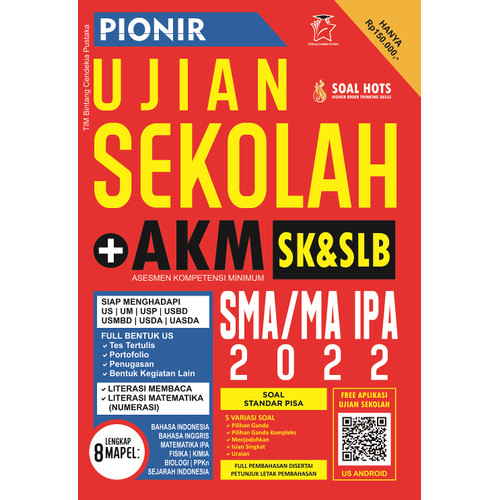 PIONIR
HANYA
Rp150.000,-
TIM Bintang Cendekia Pustaka
Bintang Cendekia Pustaka
UJIAN
SOAL HOTS
HIGHER ORDER THINKING SKILLS
SEKOLAH
+AKM
ASESMEN KOMPETENSI MINIMUM
SK&SLB
SIAP MENGHADAPI
US | UM | USP | USBD
USMBD | USDA | UASDA
FULL BENTUK US
Tes Tertulis
Portofolio
Penugasan
Bentuk Kegiatan Lain
LITERASI MEMBACA
LITERASI MATEMATIKA
(NUMERASI)
LENGKAP
8 MAPEL:
BAHASA INDONESIA
BAHASA INGGRIS
MATEMATIKA IPA
FISIKA | KIMIA
BIOLOGI | PPKn
SEJARAH INDONESIA
SMA/MA IPA
2022
SOAL
STANDAR PISA
5 VARIASI SOAL
Pilihan Ganda
Pilihan Ganda Kompleks
Menjodohkan
Isian Singkat
Uraian
FULL PEMBAHASAN DISERTAI
PETUNJUK LETAK PEMBAHASAN
FREE APLIKASI
UJIAN SEKOLAH
US ANDROID